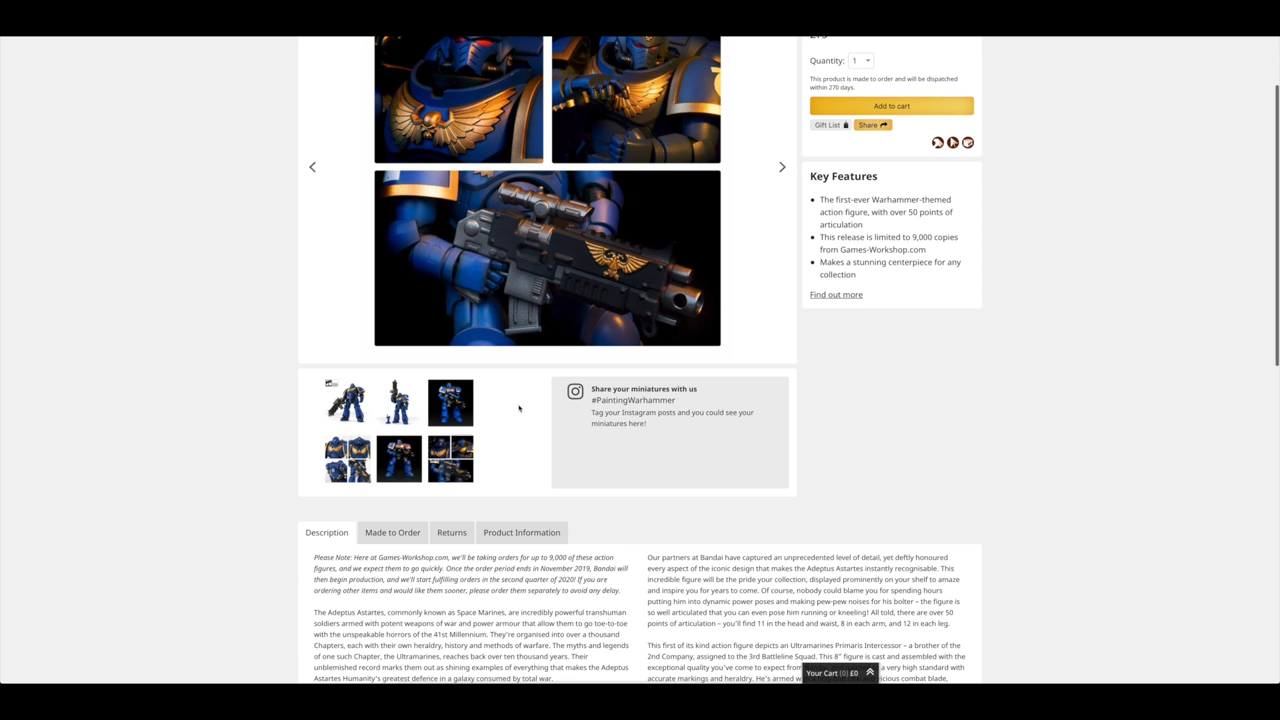 Quantity: 1
This product is made to order and will be dispatched
within 270 days.
Add to cart
Gift List
Share
Key Features
The first-ever Warhammer-themed
action figure, with over 50 points of
articulation
This release is limited to 9,000 copies
from Games-Workshop.com
Makes a stunning centerpiece for any
collection
Find out more
Share your miniatures with us
#PaintingWarhammer
Tag your Instagram posts and you could see your
miniatures here!
Description
Made to Order
Returns
Product Information
Please Note: Here at Games-Workshop.com, we'll be taking orders for up to 9,000 of these action
figures, and we expect them to go quickly. Once the order period ends in November 2019, Bandai will
then begin production, and we'll start fulfilling orders in the second quarter of 2020! If you are
ordering other items and would like them sooner, please order them separately to avoid any delay.
The Adeptus Astartes, commonly known as Space Marines, are incredibly powerful transhuman
soldiers armed with potent weapons of war and power armour that allow them to go toe-to-toe
with the unspeakable horrors of the 41st Millennium. They're organised into over a thousand
Chapters, each with their own heraldry, history and methods of warfare. The myths and legends
of one such Chapter, the Ultramarines, reaches back over ten thousand years. Their
unblemished record marks them out as shining examples of everything that makes the Adeptus
Astartes Humanity's greatest defence in a galaxy consumed by total war.
Our partners at Bandai have captured an unprecedented level of detail, yet deftly honoured
every aspect of the iconic design that makes the Adeptus Astartes instantly recognisable. This
incredible figure will be the pride your collection, displayed prominently on your shelf to amaze
and inspire you for years to come. Of course, nobody could blame you for spending hours
putting him into dynamic power poses and making pew-pew noises for his bolter – the figure is
so well articulated that you can even pose him running or kneeling! All told, there are over 50
points of articulation – you'll find 11 in the head and waist, 8 in each arm, and 12 in each leg.
This first of its kind action figure depicts an Ultramarines Primaris Intercessor – a brother of the
2nd Company, assigned to the 3rd Battleline Squad. This 8" figure is cast and assembled with the
exceptional quality you've come to expect from a very high standard with
accurate markings and heraldry. He's armed combat blade,
Your Cart [0] £0